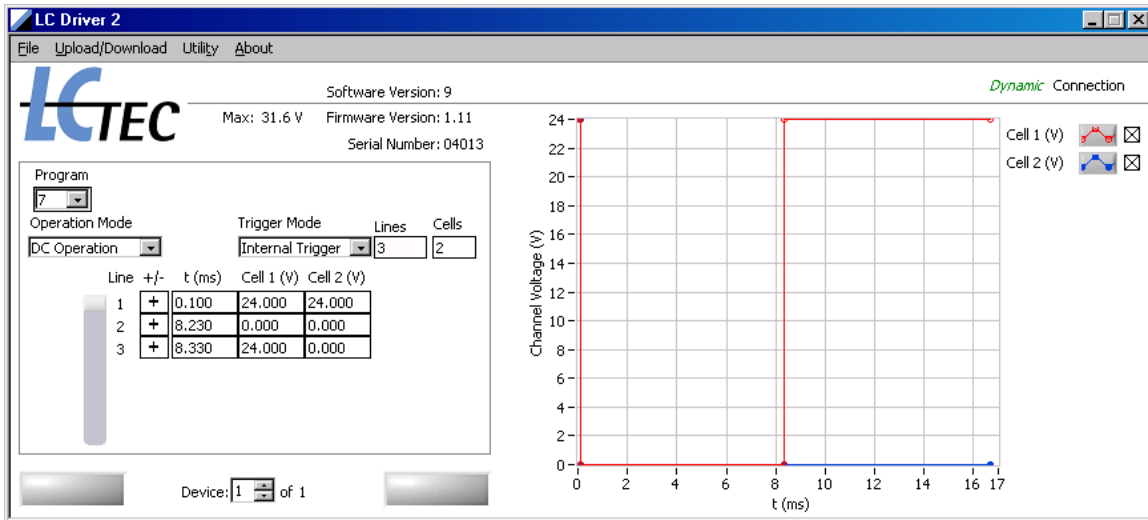 LC Driver 2
File Upload/Download Utility About
LC TEC
Software Version: 9
Dynamic Connection
Max: 31.6 V Firmware Version: 1.11
Serial Number: 04013
Program
7
Operation Mode Trigger Mode Lines Cells
DC Operation Internal Trigger 3 2
Line +/- t (ms) Cell 1 (V) Cell 2 (V)
1 + 0.100 24.000 24.000
2 + 8.230 0.000 0.000
3 + 8.330 24.000 0.000
Device: 1 of 1
Cell 1 (V)
Cell 2 (V)
Channel Voltage (V)
24
22
20
18
16
14
12
10
8
6
4
2
0
0 2 4 6 8 10 12 14 16 17
t (ms)